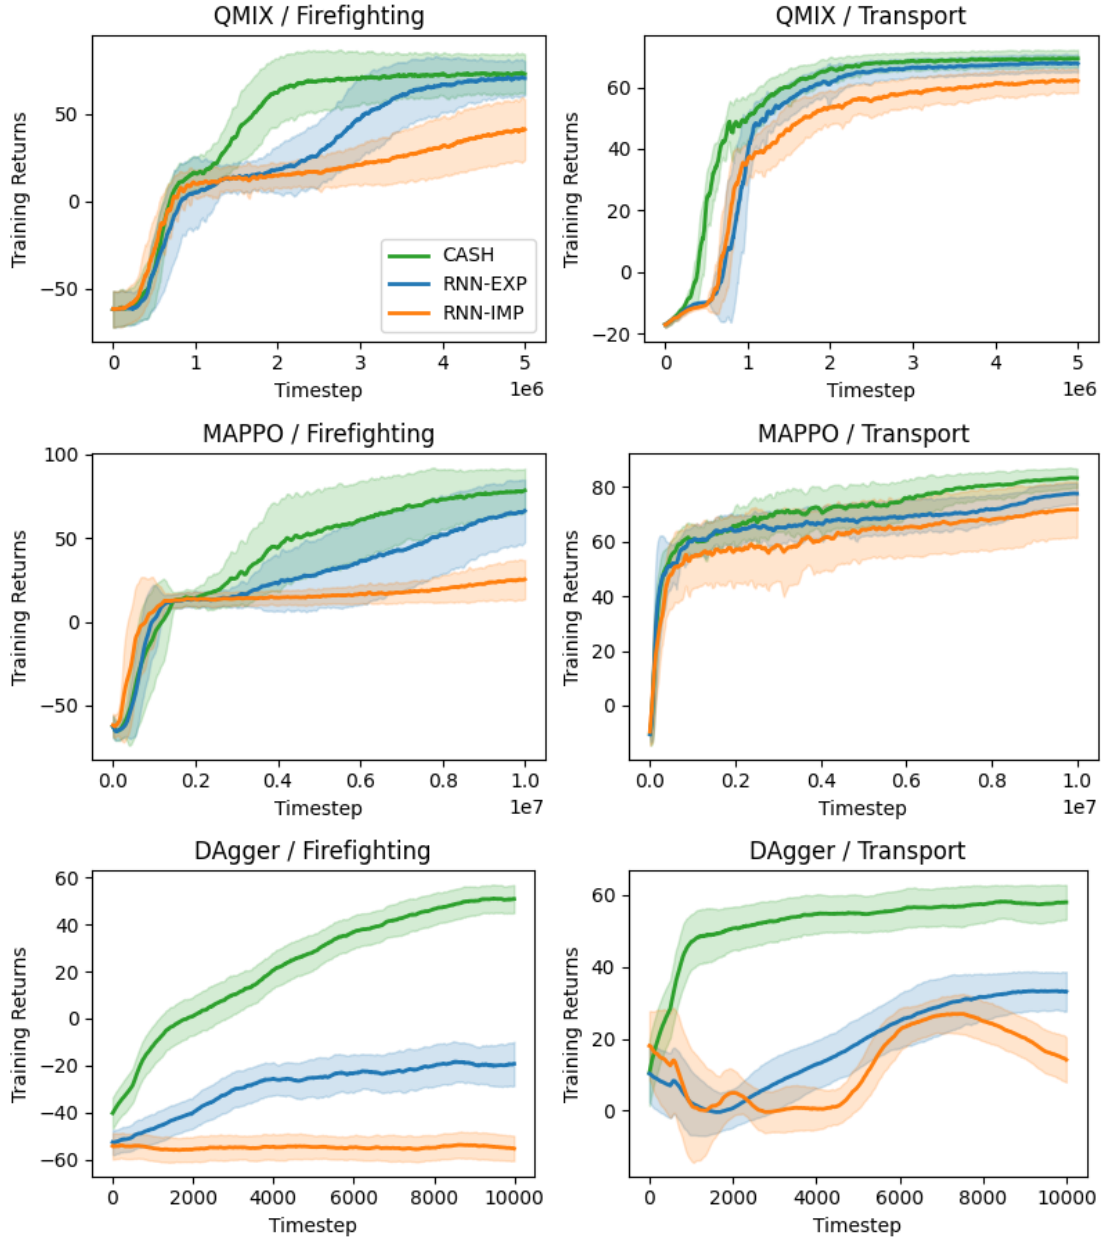 QMIX / Firefighting
Training Returns
50
0
−50
CASH
RNN-EXP
RNN-IMP
0 1 2 3 4 5
1e6
Timestep
QMIX / Transport
Training Returns
60
40
20
0
−20
0 1 2 3 4 5
1e6
Timestep
MAPPO / Firefighting
Training Returns
100
50
0
−50
0.0 0.2 0.4 0.6 0.8 1.0
1e7
Timestep
MAPPO / Transport
Training Returns
80
60
40
20
0
0.0 0.2 0.4 0.6 0.8 1.0
1e7
Timestep
DAgger / Firefighting
Training Returns
60
40
20
0
−20
−40
−60
0 2000 4000 6000 8000 10000
Timestep
DAgger / Transport
Training Returns
60
40
20
0
0 2000 4000 6000 8000 10000
Timestep